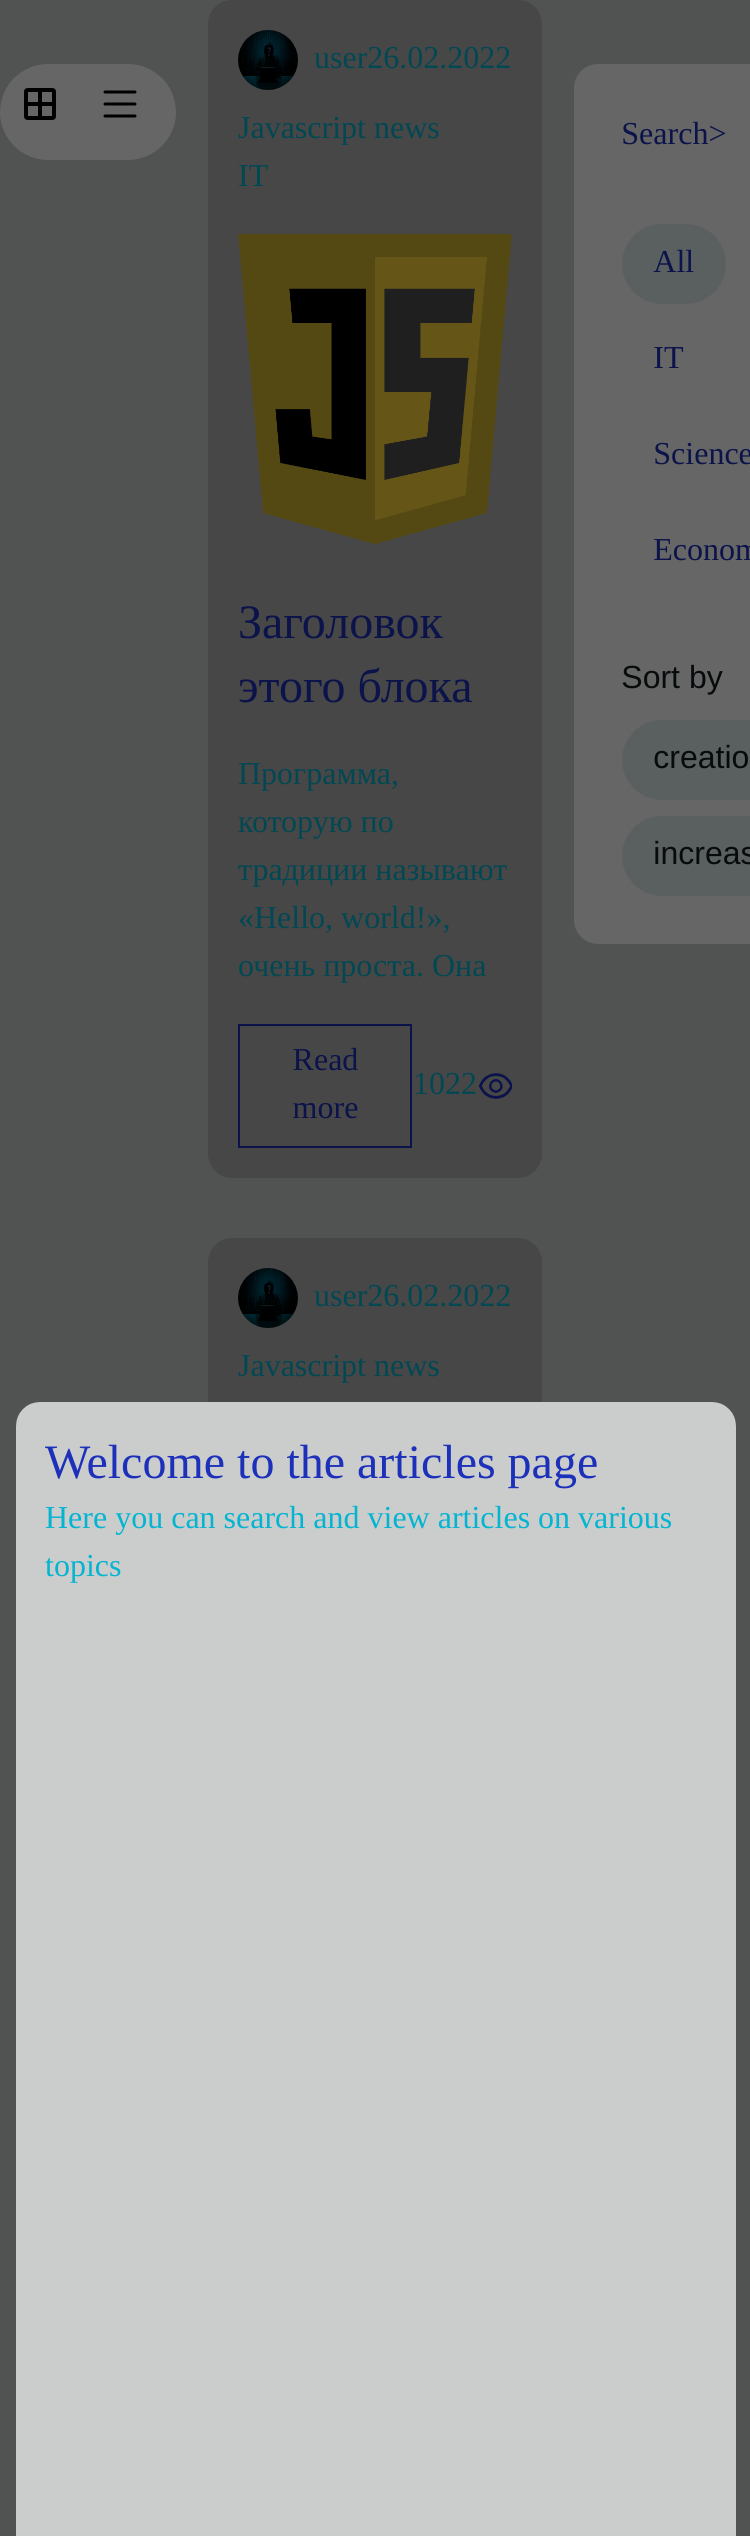 user26.02.2022
Javascript news
IT
JS
Заголовок
этого блока
Программа,
которую по
традиции называют
«Hello, world!»,
очень проста. Она
Read
more
1022
Search>
All
IT
Science
Econom
Sort by
creatio
increas
user26.02.2022
Javascript news
Welcome to the articles page
Here you can search and view articles on various
topics